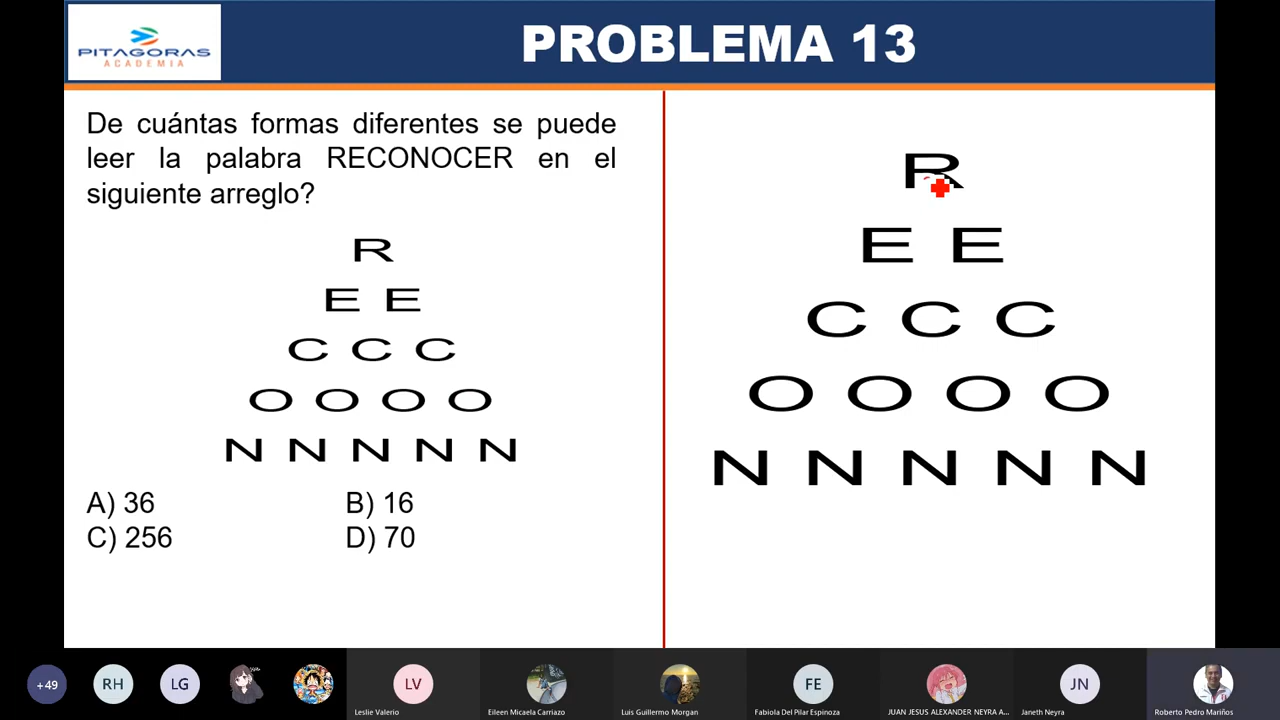 PITAGORAS
ACADEMIA
PROBLEMA 13
De cuántas formas diferentes se puede
leer la palabra RECONOCER en el
siguiente arreglo?
R
E E
C C C
O O O O
N N N N N
A) 36 B) 16
C) 256 D) 70
R
E E
C C C
O O O O
N N N N N
+49 RH LG LV FE JN
Leslie Valerio Eileen Micaela Carriazo Luis Guillermo Morgan Fabiola Del Pilar Espinoza JUAN JESUS ALEXANDER NEYRA A... Janeth Neyra Roberto Pedro Mariños